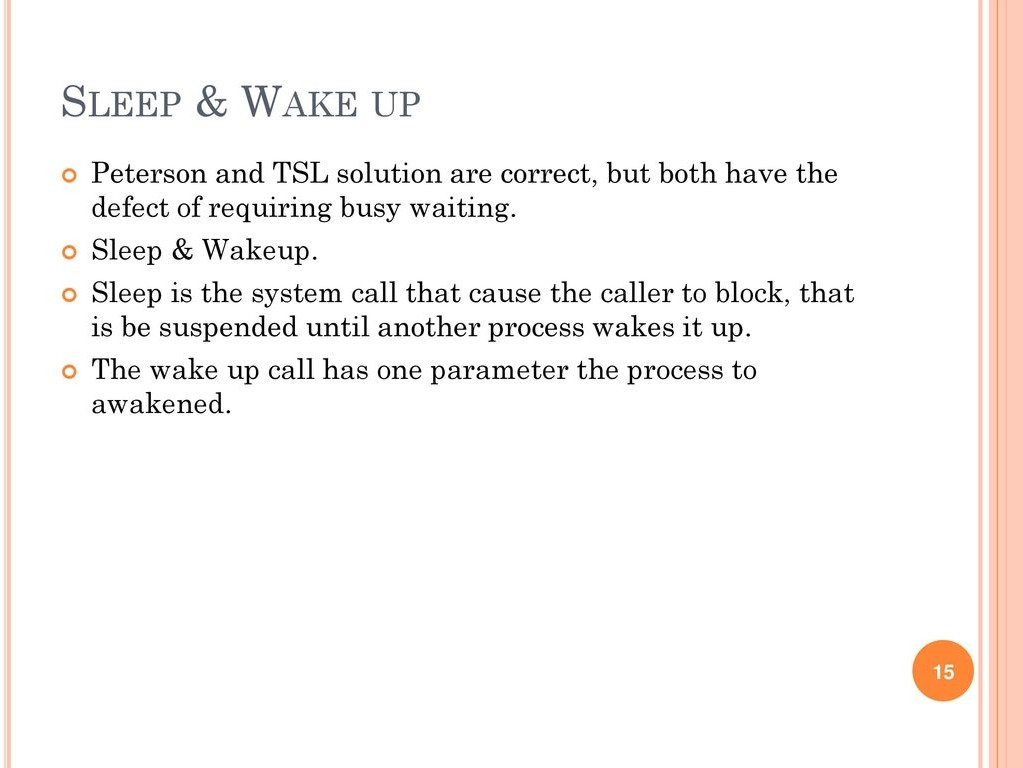 Sleep & Wake up
Peterson and TSL solution are correct, but both have the
defect of requiring busy waiting.
Sleep & Wakeup.
Sleep is the system call that cause the caller to block, that
is be suspended until another process wakes it up.
The wake up call has one parameter the process to
awakened.
15